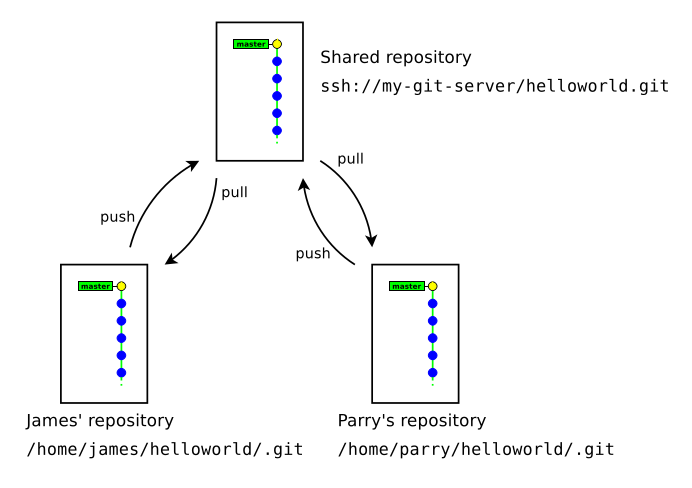 master
Shared repository
ssh://my-git-server/helloworld.git
pull
pull
push
push
master
master
James' repository
/home/james/helloworld/.git
Parry's repository
/home/parry/helloworld/.git